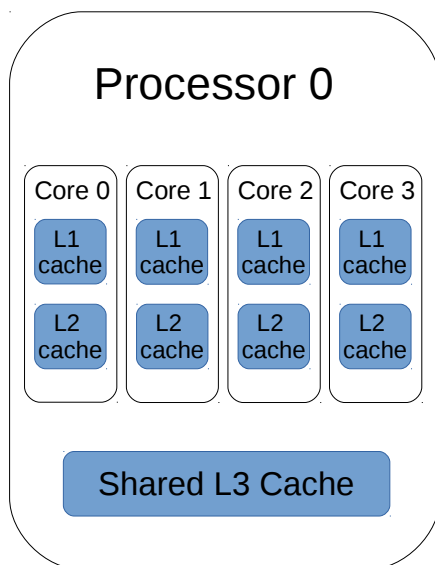 Processor 0
Core 0 Core 1 Core 2 Core 3
L1 L1 L1 L1
cache cache cache cache
L2 L2 L2 L2
cache cache cache cache
Shared L3 Cache